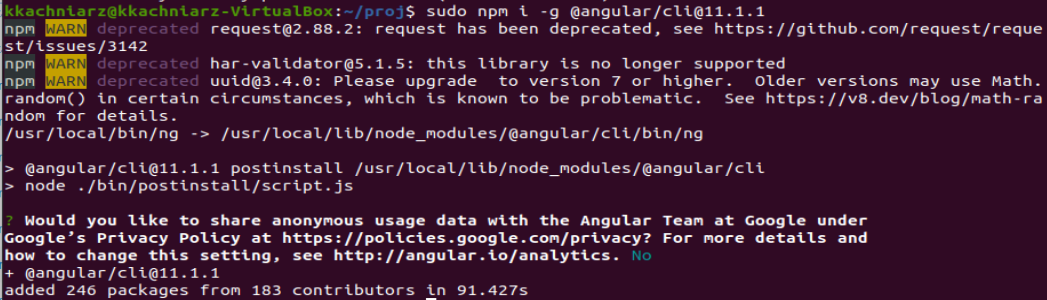 kkachniarz@kkachniarz-VirtualBox:~/proj$ sudo npm i -g @angular/cli@11.1.1
npm WARN deprecated request@2.88.2: request has been deprecated, see https://github.com/request/reque
st/issues/3142
npm WARN deprecated har-validator@5.1.5: this library is no longer supported
npm WARN deprecated uuid@3.4.0: Please upgrade  to version 7 or higher.  Older versions may use Math.
random() in certain circumstances, which is known to be problematic.  See https://v8.dev/blog/math-ra
ndom for details.
/usr/local/bin/ng -> /usr/local/lib/node_modules/@angular/cli/bin/ng
> @angular/cli@11.1.1 postinstall /usr/local/lib/node_modules/@angular/cli
> node ./bin/postinstall/script.js
? Would you like to share anonymous usage data with the Angular Team at Google under
Google’s Privacy Policy at https://policies.google.com/privacy? For more details and
how to change this setting, see http://angular.io/analytics. No
+ @angular/cli@11.1.1
added 246 packages from 183 contributors in 91.427s